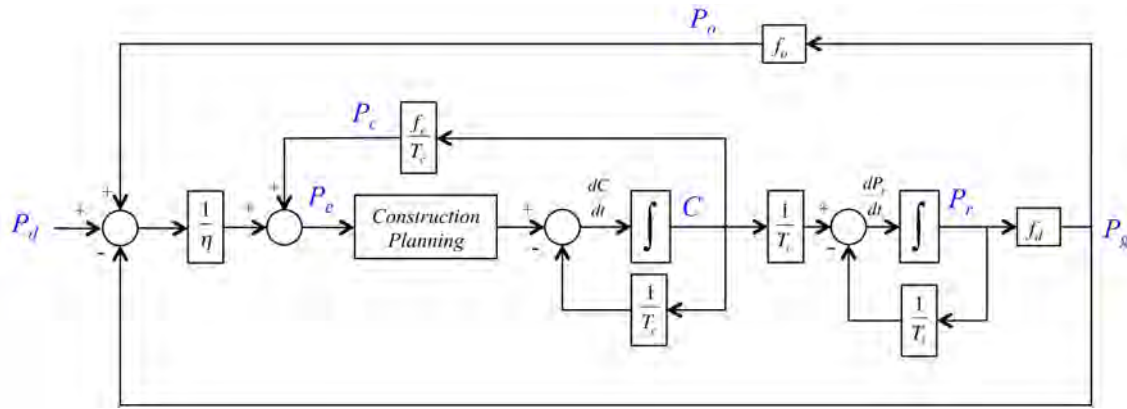 P_o
f_o
P_c
f_c
T_c
+
+
P_d
-
1
η
+
+
P_e
Construction
Planning
+
-
dC
dt
∫
C
1
T_c
1
T_c
+
-
dP_r
dt
∫
P_r
1
T_l
f_d
P_g